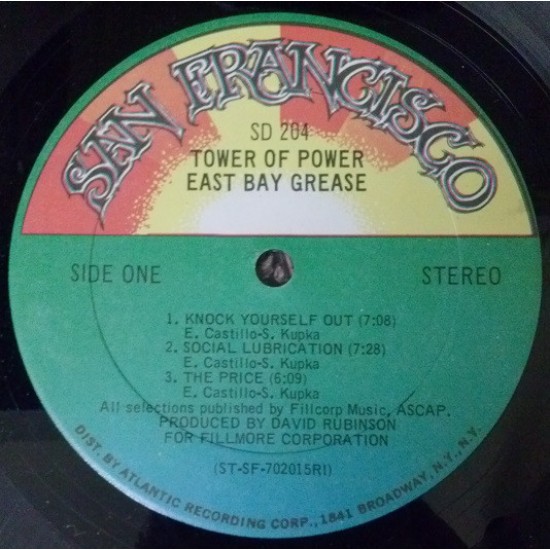 SAN FRANCISCO
SD 204
TOWER OF POWER
EAST BAY GREASE
SIDE ONE
STEREO
1. KNOCK YOURSELF OUT (7:08)
E. Castillo-S. Kupka
2. SOCIAL LUBRICATION (7:28)
E. Castillo-S. Kupka
3. THE PRICE (6:09)
E. Castillo-S. Kupka
All selections published by Fillcorp Music, ASCAP.
PRODUCED BY DAVID RUBINSON
FOR FILLMORE CORPORATION
(ST-SF-702015RI)
DIST. BY ATLANTIC RECORDING CORP., 1841 BROADWAY, N.Y., N.Y.